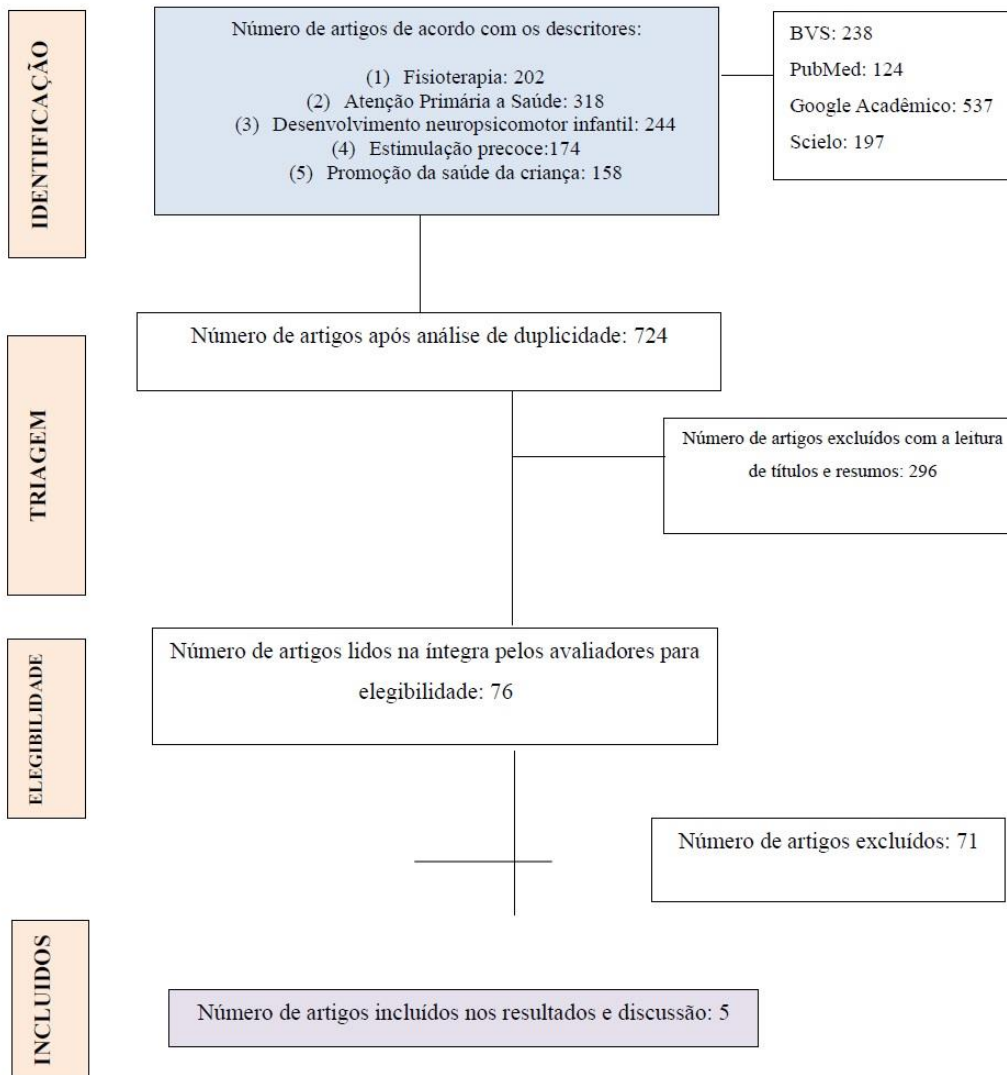 IDENTIFICAÇÃO
Número de artigos de acordo com os descritores:
(1) Fisioterapia: 202
(2) Atenção Primária a Saúde: 318
(3) Desenvolvimento neuropsicomotor infantil: 244
(4) Estimulação precoce:174
(5) Promoção da saúde da criança: 158
BVS: 238
PubMed: 124
Google Acadêmico: 537
Scielo: 197
TRIAGEM
Número de artigos após análise de duplicidade: 724
Número de artigos excluídos com a leitura
de títulos e resumos: 296
ELEGIBILIDADE
Número de artigos lidos na íntegra pelos avaliadores para
elegibilidade: 76
Número de artigos excluídos: 71
INCLUIDOS
Número de artigos incluídos nos resultados e discussão: 5